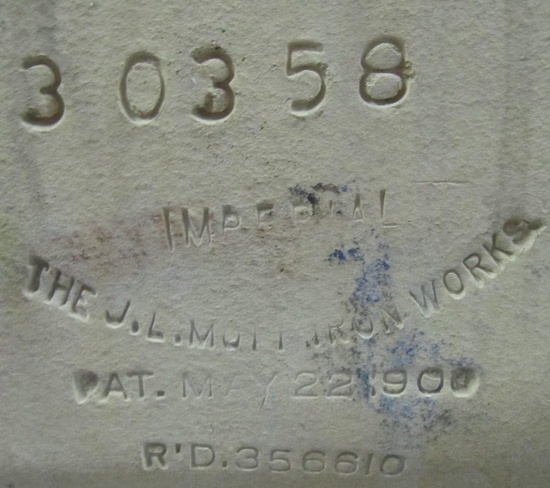 30358
IMPERIAL
THE J.L. MOTT IRON WORKS.
PAT. MAY 22 1900
R'D. 356610